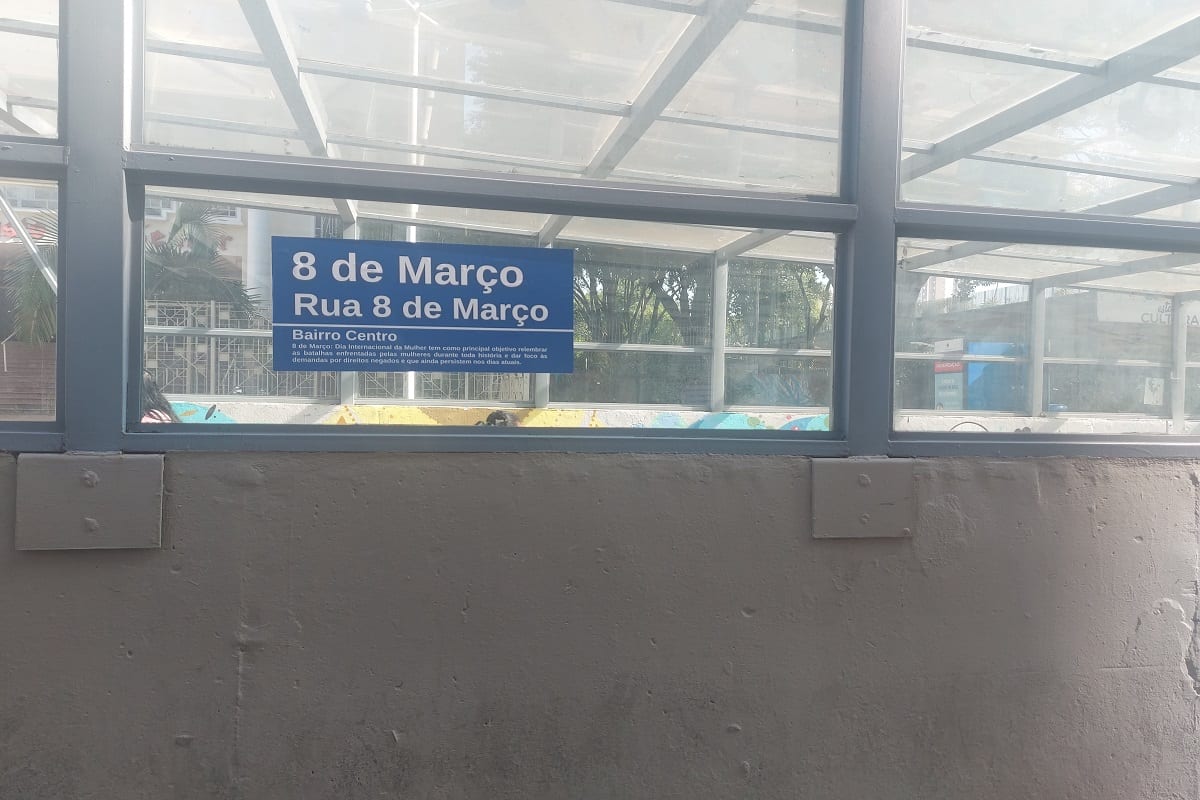 8 de Março
Rua 8 de Março
Bairro Centro
8 de Março: Dia Internacional da Mulher tem como principal objetivo relembrar
as batalhas enfrentadas pelas mulheres durante toda história e dar foco às
demandas por direitos negados e que ainda persistem nos dias atuais.